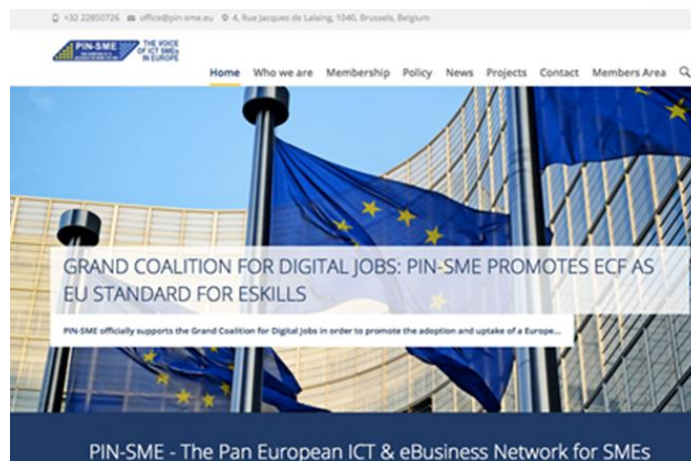 +32 22850726 office@pin-sme.eu 4, Rue Jacques de Lalaing, 1040, Brussels, Belgium
PIN-SME THE VOICE
OF ICT SMEs
IN EUROPE
Home Who we are Membership Policy News Projects Contact Members Area
GRAND COALITION FOR DIGITAL JOBS: PIN-SME PROMOTES ECF AS
EU STANDARD FOR ESKILLS
PIN-SME officially supports the Grand Coalition for Digital Jobs in order to promote the adoption and uptake of a Europe...
PIN-SME - The Pan European ICT & eBusiness Network for SMEs